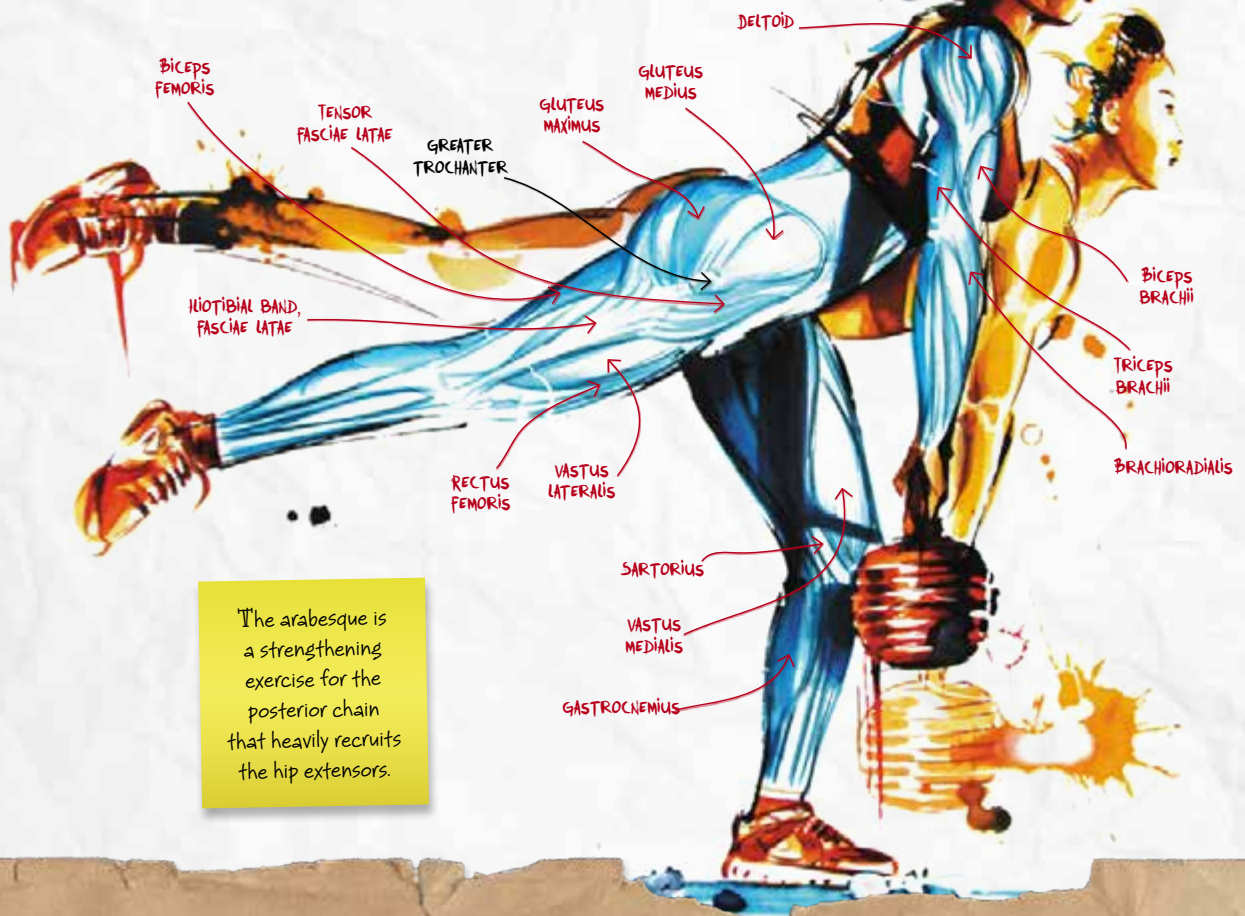 DELTOID
BICEPS
FEMORIS
GLUTEUS
MEDIUS
TENSOR
FASCIAE LATAE
GLUTEUS
MAXIMUS
GREATER
TROCHANTER
BICEPS
BRACHII
ILIOTIBIAL BAND,
FASCIAE LATAE
TRICEPS
BRACHII
BRACHIORADIALIS
RECTUS
FEMORIS
VASTUS
LATERALIS
SARTORIUS
VASTUS
MEDIALIS
GASTROCNEMIUS
The arabesque is
a strengthening
exercise for the
posterior chain
that heavily recruits
the hip extensors.